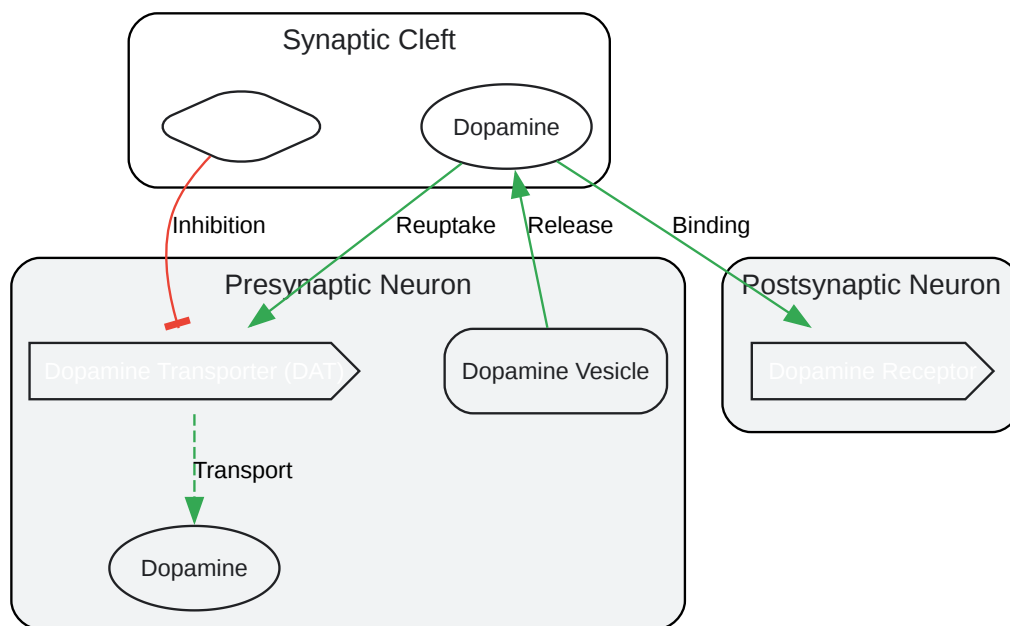 Synaptic Cleft
Dopamine
Inhibition
Reuptake
Release
Binding
Presynaptic Neuron
Postsynaptic Neuron
Dopamine Transporter (DAT)
Dopamine Vesicle
Dopamine Receptor
Transport
Dopamine